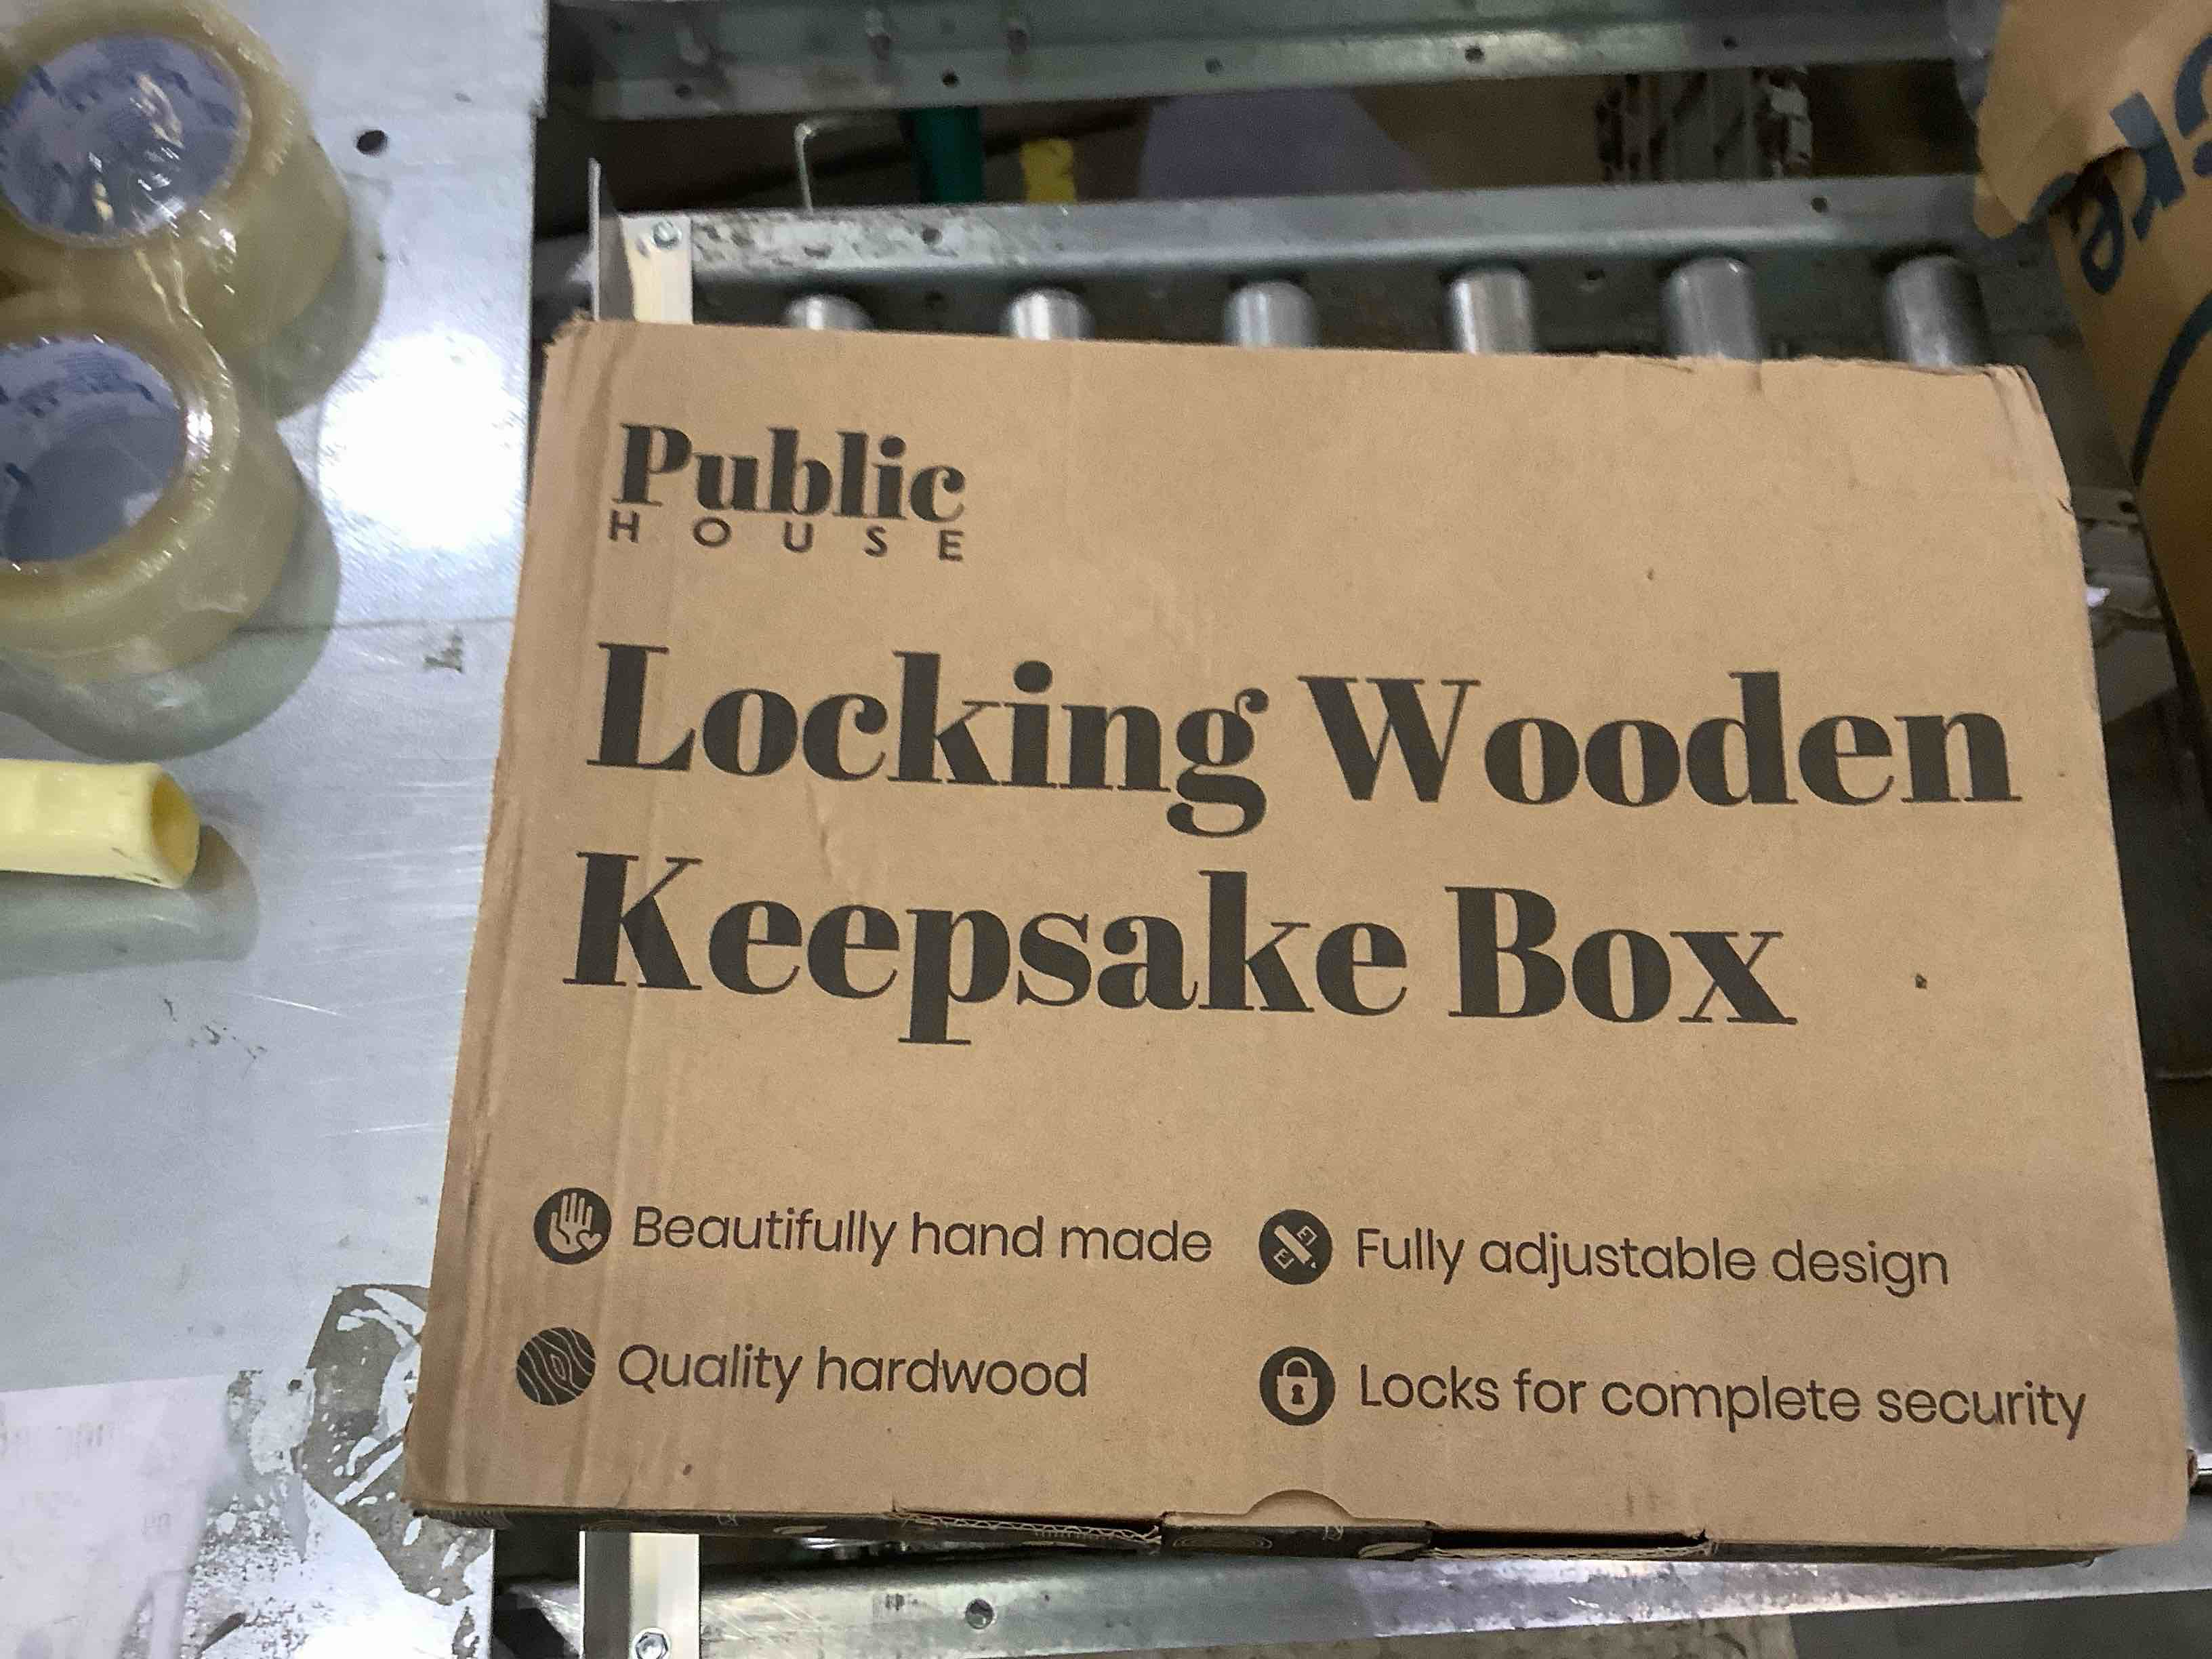 Public
HOUSE
Locking Wooden
Keepsake Box
Beautifully hand made
Fully adjustable design
Quality hardwood
Locks for complete security